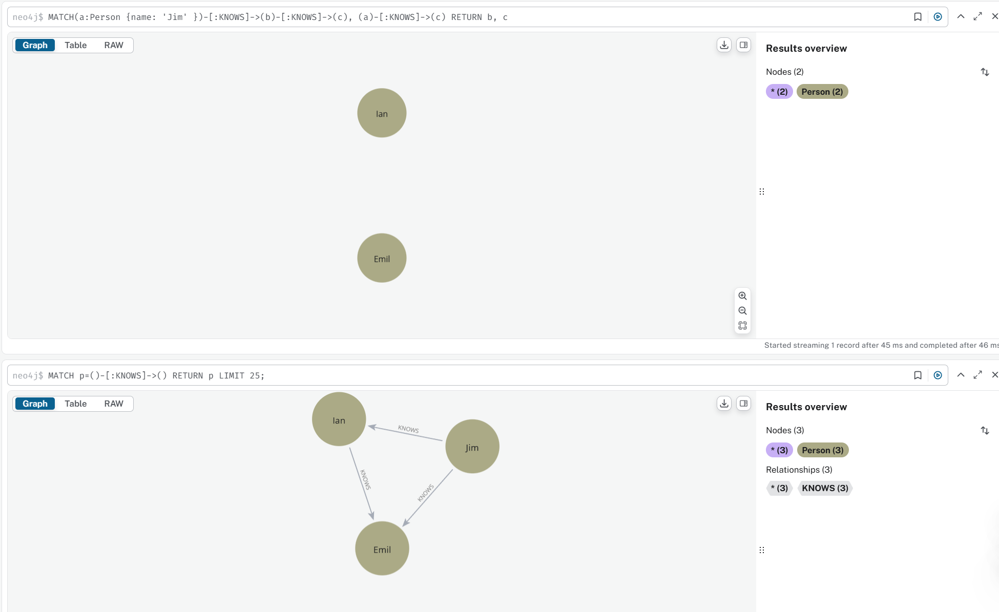 neo4j$ MATCH(a:Person {name: 'Jim' })-[:KNOWS]->(b)-[:KNOWS]->(c), (a)-[:KNOWS]->(c) RETURN b, c
Graph Table RAW
Results overview
Nodes (2)
* (2) Person (2)
Ian
Emil
Started streaming 1 record after 45 ms and completed after 46 ms
neo4j$ MATCH p=()-[:KNOWS]->() RETURN p LIMIT 25;
Graph Table RAW
Results overview
Nodes (3)
* (3) Person (3)
Relationships (3)
* (3) KNOWS (3)
Ian
KNOWS
Jim
KNOWS
KNOWS
Emil